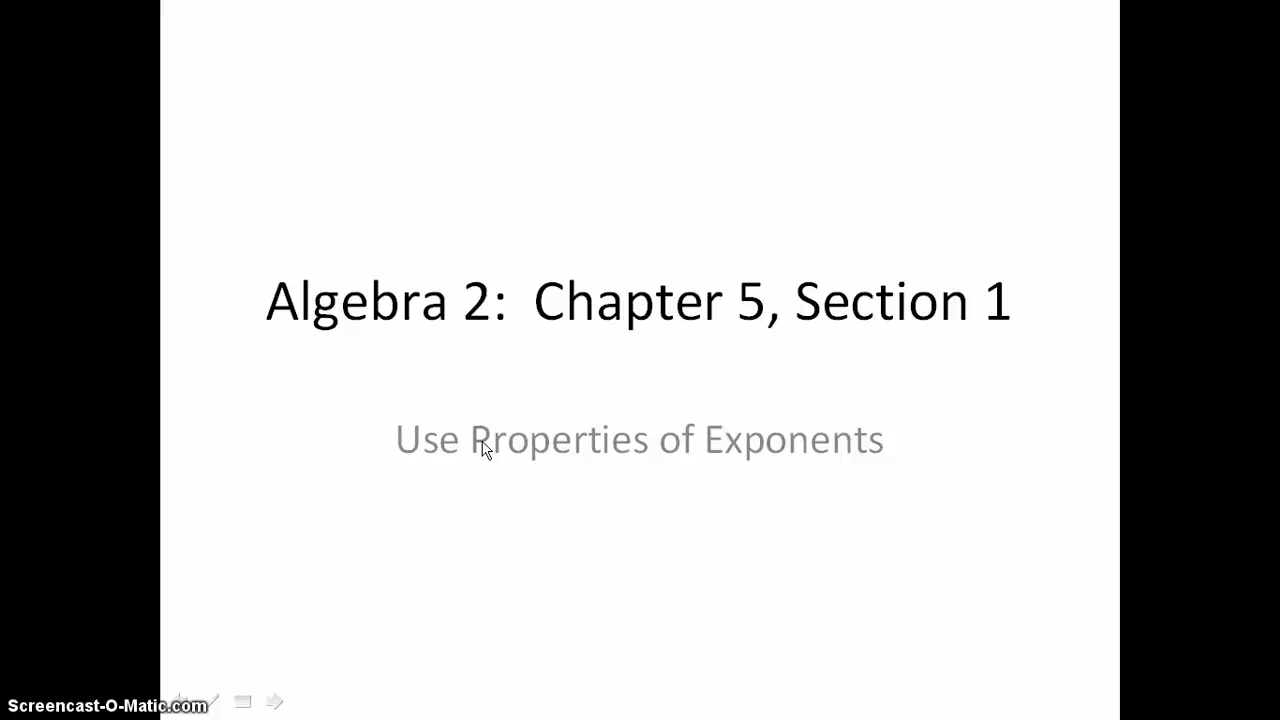 Algebra 2:  Chapter 5, Section 1
Use Properties of Exponents
Screencast-O-Matic.com